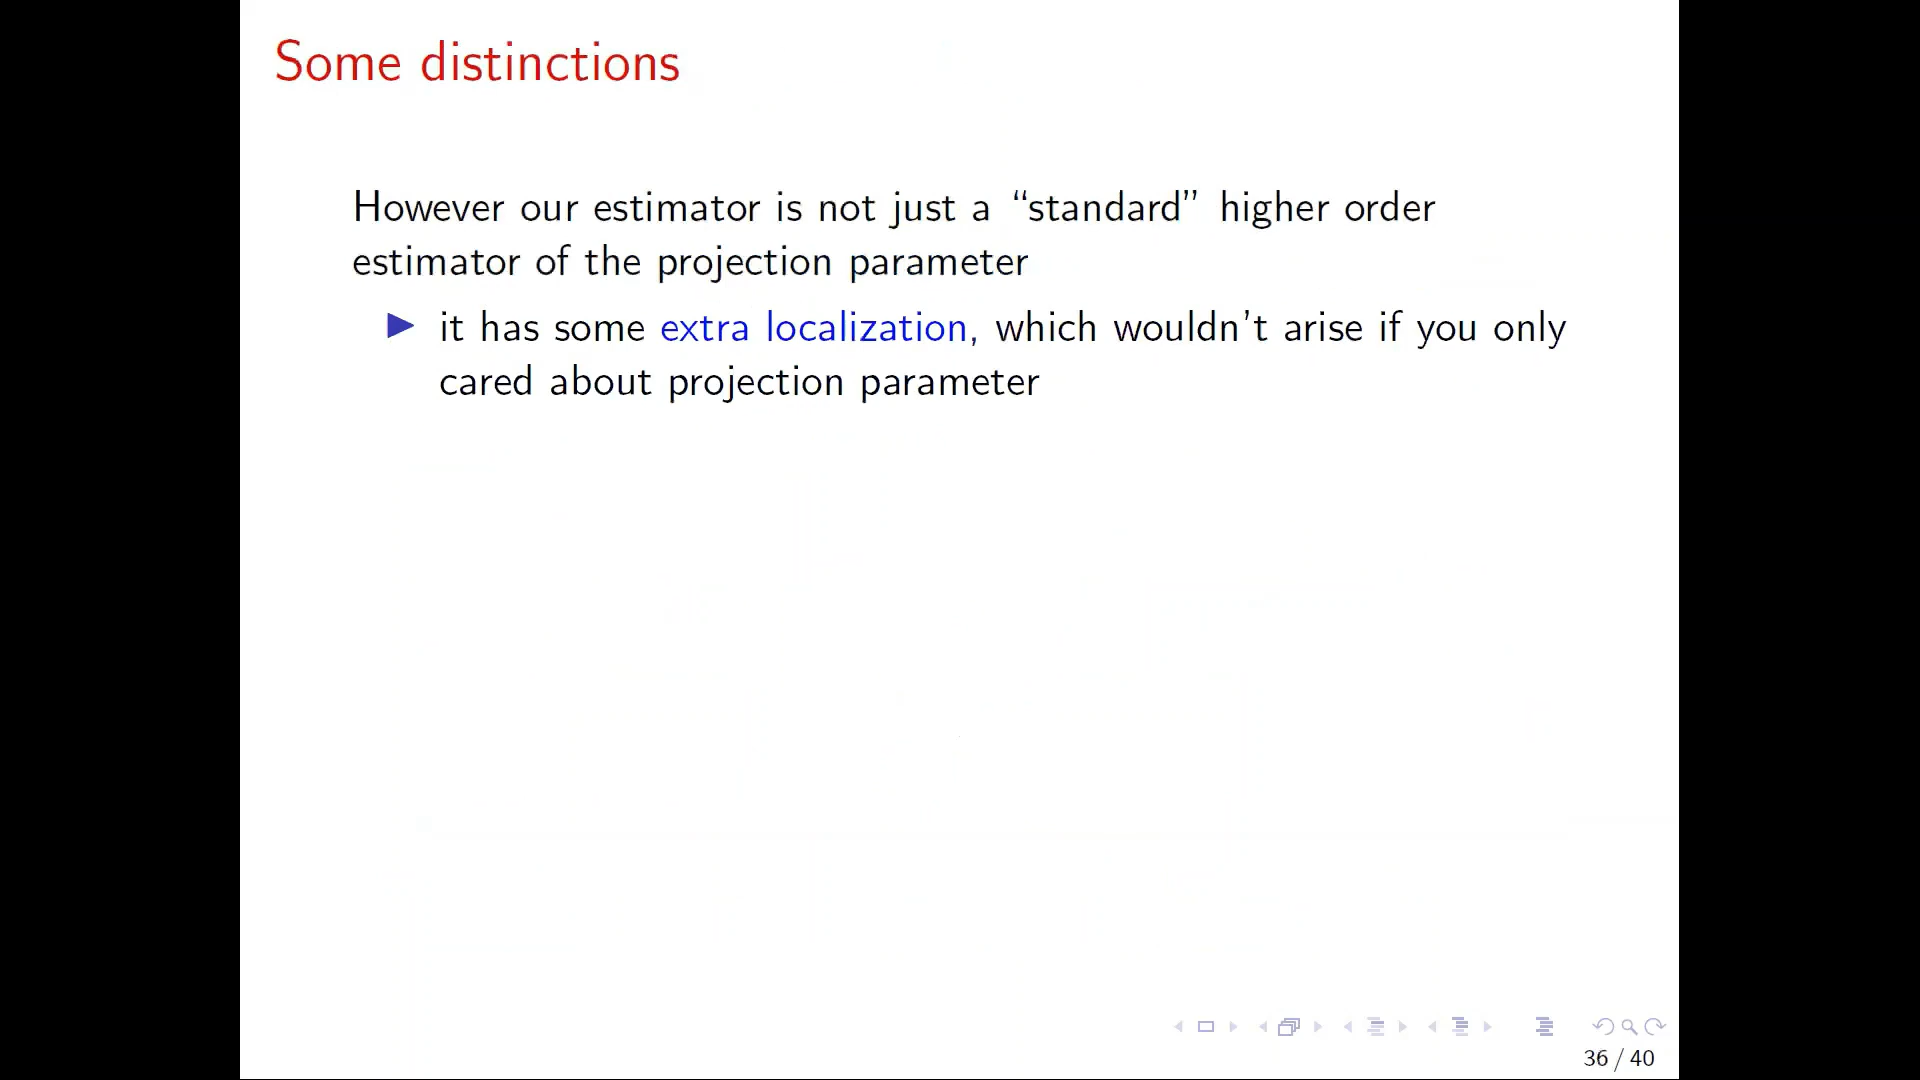 Some distinctions
However our estimator is not just a “standard” higher order
estimator of the projection parameter
it has some extra localization, which wouldn’t arise if you only
cared about projection parameter
36 / 40